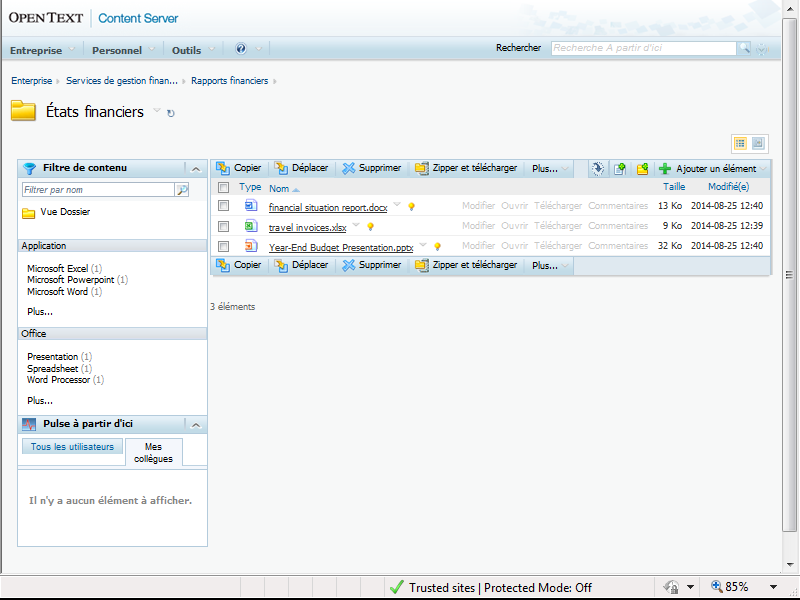 OPEN TEXT | Content Server
Entreprise Personnel Outils
Rechercher Recherche A partir d'ici
Entreprise › Services de gestion finan... › Rapports financiers ›
États financiers
Filtre de contenu
Filtrer par nom
Vue Dossier
Application
Microsoft Excel (1)
Microsoft Powerpoint (1)
Microsoft Word (1)
Plus...
Office
Presentation (1)
Spreadsheet (1)
Word Processor (1)
Plus...
Pulse à partir d'ici
Tous les utilisateurs
Mes
collègues
Il n'y a aucun élément à afficher.
Copier Déplacer Supprimer Zipper et télécharger Plus... Ajouter un élément
Type Nom Taille Modifié(e)
financial situation report.docx Modifier Ouvrir Télécharger Commentaires 13 Ko 2014-08-25 12:40
travel invoices.xlsx Modifier Ouvrir Télécharger Commentaires 9 Ko 2014-08-25 12:39
Year-End Budget Presentation.pptx Modifier Ouvrir Télécharger Commentaires 32 Ko 2014-08-25 12:40
Copier Déplacer Supprimer Zipper et télécharger Plus...
3 éléments
Trusted sites | Protected Mode: Off
85%